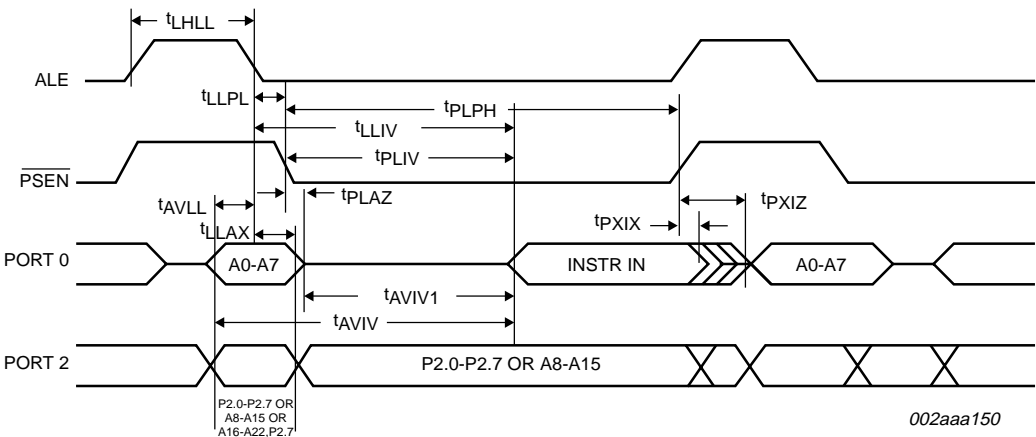 tLHLL
ALE
tLLPL
tPLPH
tLLIV
tPLIV
PSEN
tPLAZ
tAVLL
tPXIZ
tLLAX
tPXIX
PORT 0
A0-A7
INSTR IN
A0-A7
tAVIV1
tAVIV
PORT 2
P2.0-P2.7 OR A8-A15
P2.0-P2.7 OR
A8-A15 OR
A16-A22,P2.7
002aaa150